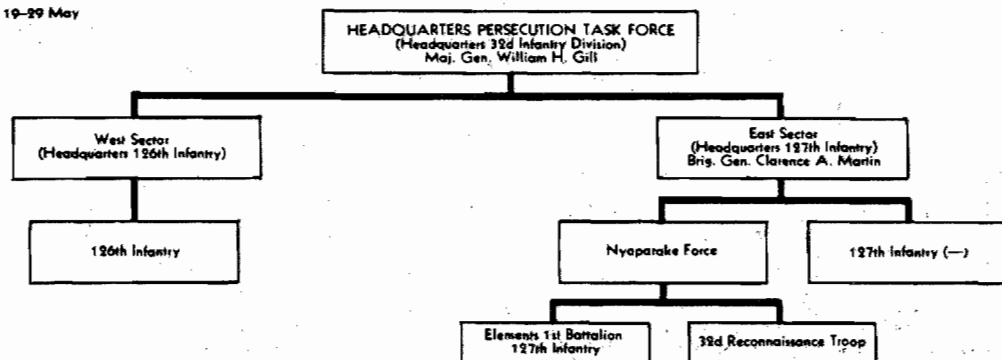 19–29 May
HEADQUARTERS PERSECUTION TASK FORCE
(Headquarters 32d Infantry Division)
Maj. Gen. William H. Gill
West Sector
(Headquarters 126th Infantry)
East Sector
(Headquarters 127th Infantry)
Brig. Gen. Clarence A. Martin
126th Infantry
Nyaparake Force
127th Infantry (—)
Elements 1st Battalion
127th Infantry
32d Reconnaissance Troop